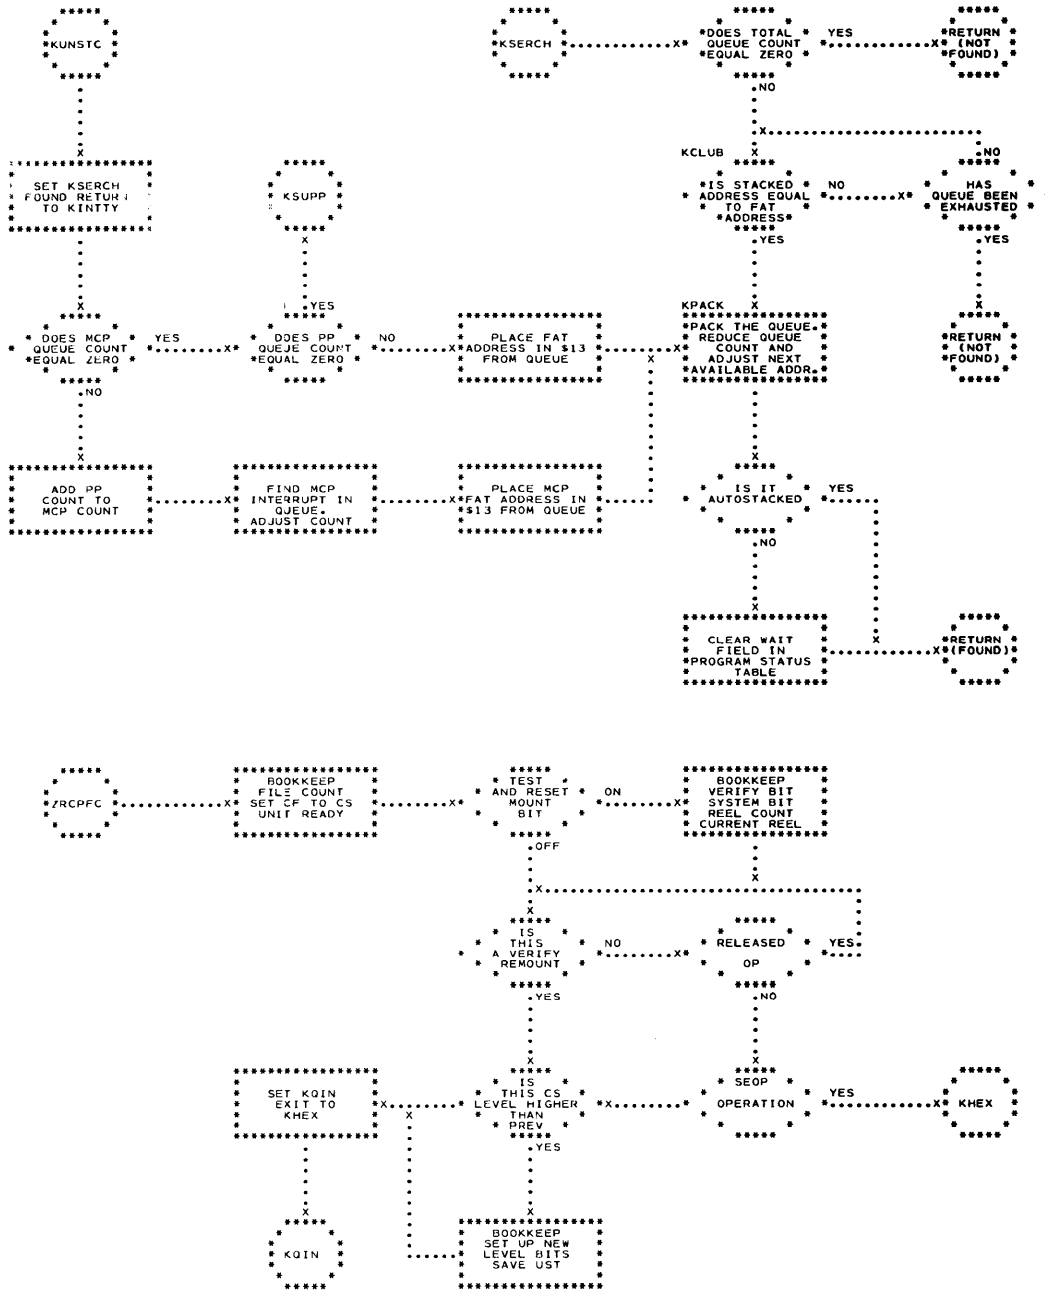 KUNSTC
KSERCH
DOES TOTAL
QUEUE COUNT
EQUAL ZERO
YES
RETURN
(NOT
FOUND)
NO
KCLUB
NO
SET KSERCH
FOUND RETURN
TO KINTTY
KSUPP
IS STACKED
ADDRESS EQUAL
TO FAT
ADDRESS
NO
HAS
QUEUE BEEN
EXHAUSTED
YES
YES
YES
KPACK
DOES MCP
QUEUE COUNT
EQUAL ZERO
YES
DOES PP
QUEUE COUNT
EQUAL ZERO
NO
PLACE FAT
ADDRESS IN $13
FROM QUEUE
PACK THE QUEUE.
REDUCE QUEUE
COUNT AND
ADJUST NEXT
AVAILABLE ADDR.
RETURN
(NOT
FOUND)
NO
ADD PP
COUNT TO
MCP COUNT
FIND MCP
INTERRUPT IN
QUEUE.
ADJUST COUNT
PLACE MCP
FAT ADDRESS IN
$13 FROM QUEUE
IS IT
AUTOSTACKED
YES
NO
CLEAR WAIT
FIELD IN
PROGRAM STATUS
TABLE
RETURN
(FOUND)
ZRCPFC
BOOKKEEP
FILE COUNT
SET CF TO CS
UNIT READY
TEST
AND RESET
MOUNT
BIT
ON
BOOKKEEP
VERIFY BIT
SYSTEM BIT
REEL COUNT
CURRENT REEL
OFF
IS
THIS
A VERIFY
REMOUNT
NO
RELEASED
OP
YES
YES
NO
SET KQIN
EXIT TO
KHEX
IS
THIS CS
LEVEL HIGHER
THAN
PREV
SEOP
OPERATION
YES
KHEX
YES
KQIN
BOOKKEEP
SET UP NEW
LEVEL BITS
SAVE UST